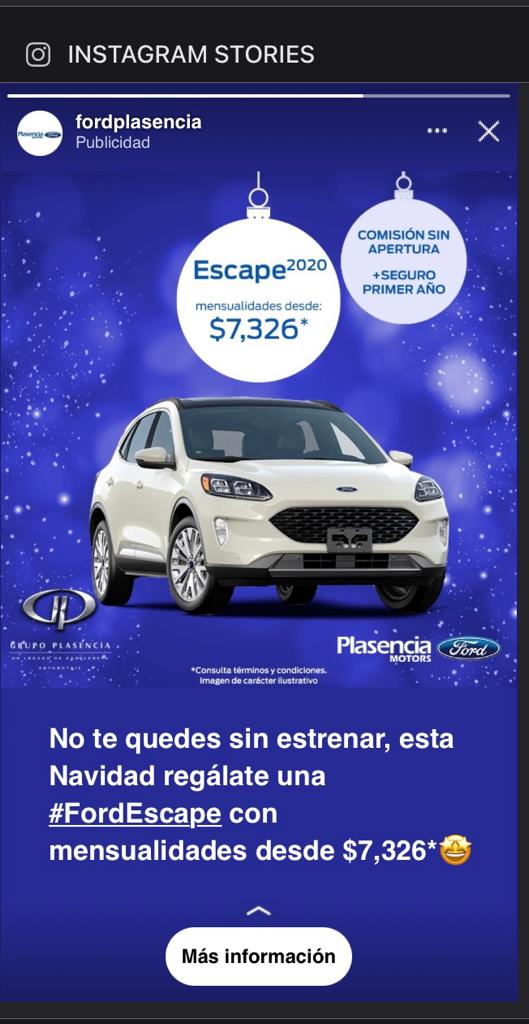 INSTAGRAM STORIES
fordplasencia
Publicidad
Plasencia
Escape2020
mensualidades desde:
$7,326*
COMISIÓN SIN
APERTURA
+SEGURO
PRIMER AÑO
GRUPO PLASENCIA
Plasencia
MOTORS
Ford
*Consulta términos y condiciones.
Imagen de carácter ilustrativo
No te quedes sin estrenar, esta
Navidad regálate una
#FordEscape con
mensualidades desde $7,326*🤩
Más información